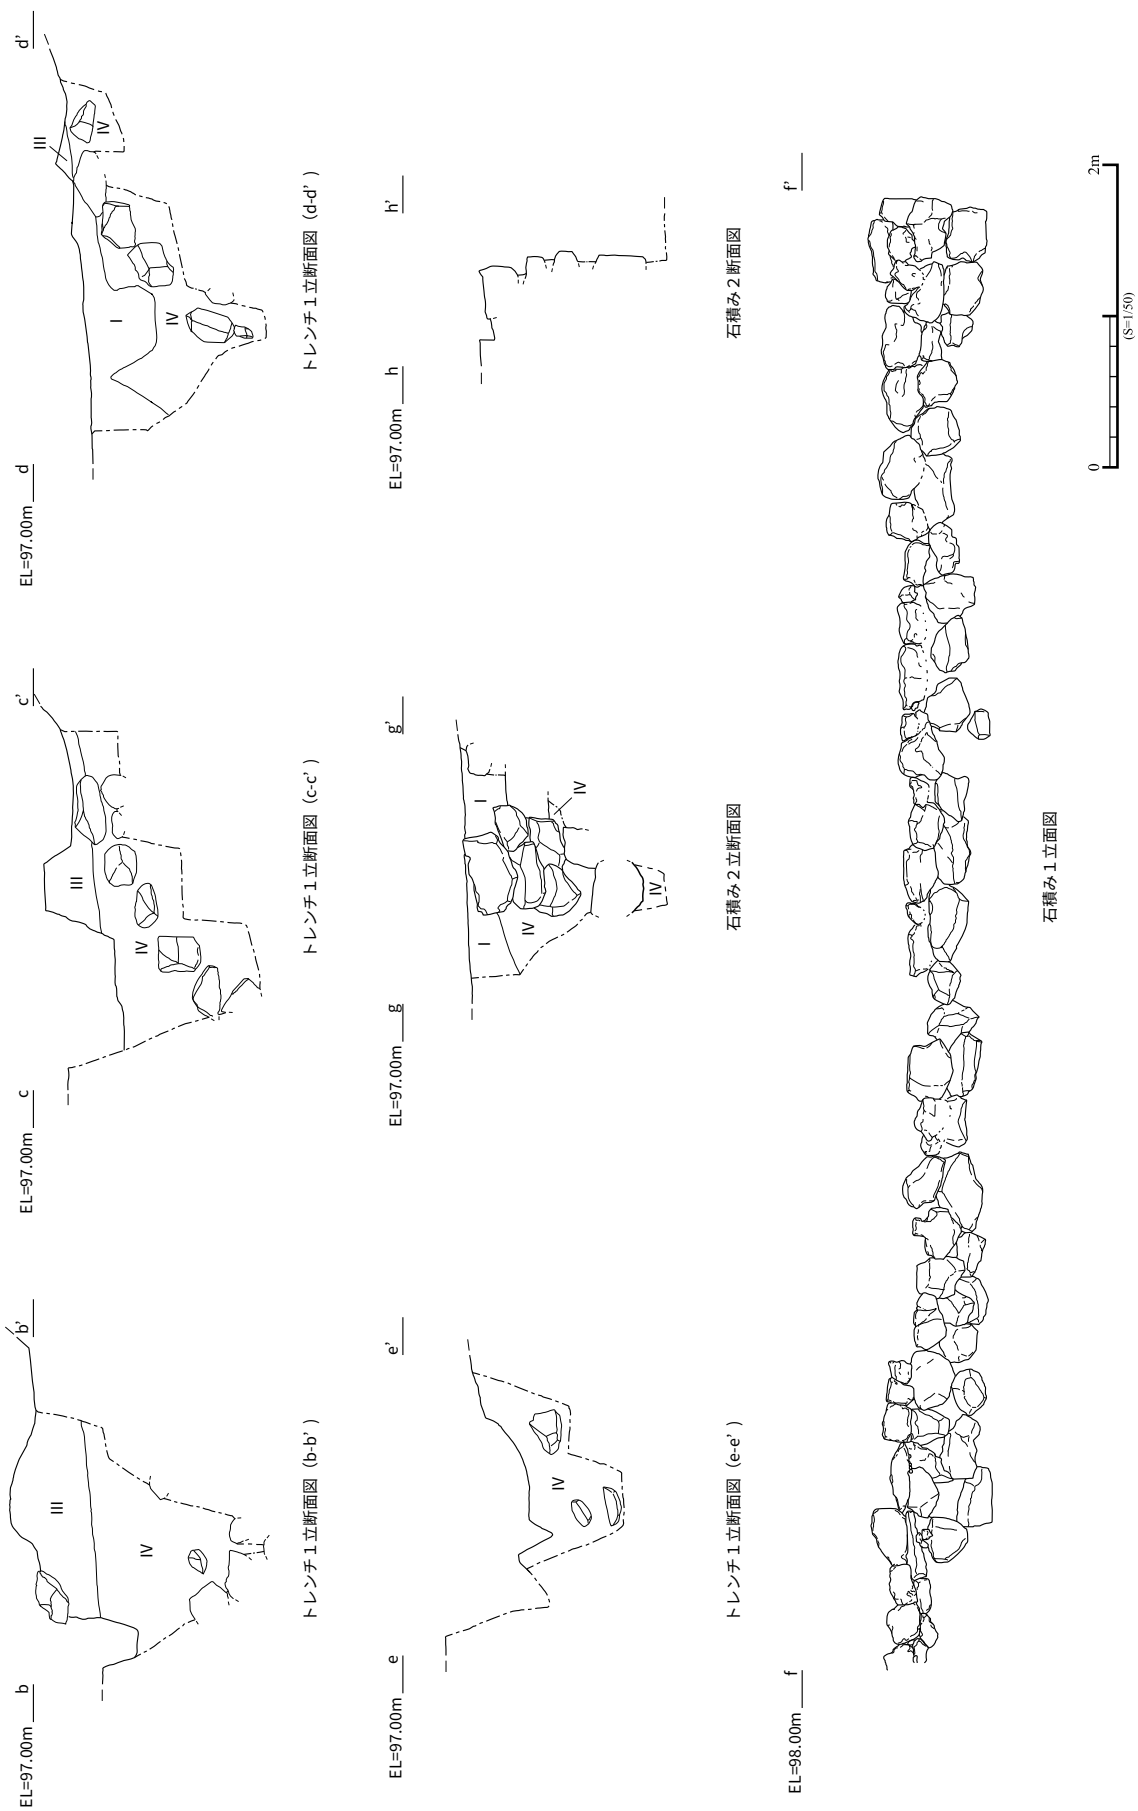 EL=97.00m
b
b'
III
IV
トレンチ1立断面図(b-b')
EL=97.00m
c
c'
III
IV
トレンチ1立断面図(c-c')
EL=97.00m
d
d'
III
IV
I
IV
トレンチ1立断面図(d-d')
EL=97.00m
e
e'
IV
トレンチ1立断面図(e-e')
EL=97.00m
g
g'
I
I
IV
IV
IV
石積み2立断面図
EL=97.00m
h
h'
石積み2断面図
EL=98.00m
f
f'
石積み1立面図
0
2m
(S=1/50)